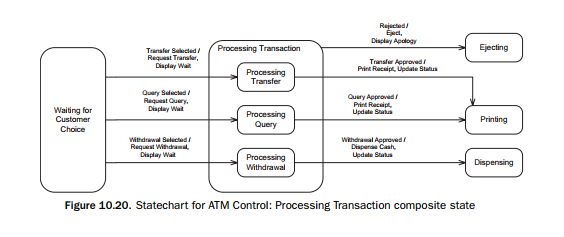 Rejected /
Eject,
Display Apology
Ejecting
Transfer Selected /
Request Transfer,
Display Wait
Processing Transaction
Processing
Transfer
Transfer Approved /
Print Receipt, Update Status
Waiting for
Customer
Choice
Query Selected /
Request Query,
Display Wait
Processing
Query
Query Approved /
Print Receipt,
Update Status
Printing
Withdrawal Selected /
Request Withdrawal,
Display Wait
Processing
Withdrawal
Withdrawal Approved /
Dispense Cash,
Update Status
Dispensing
Figure 10.20. Statechart for ATM Control: Processing Transaction composite state